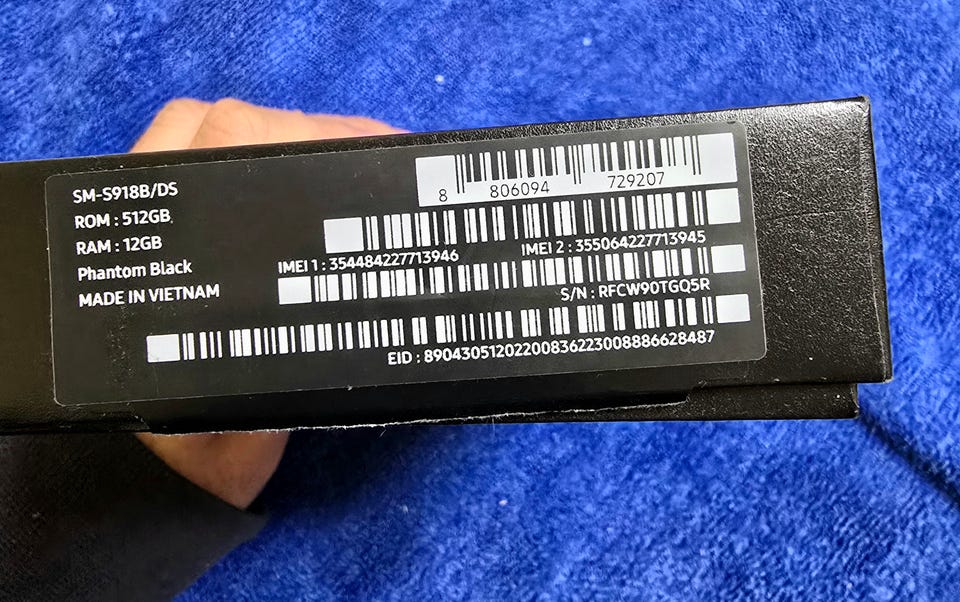 SM-S918B/DS
ROM : 512GB
RAM : 12GB
Phantom Black
MADE IN VIETNAM
8 806094 729207
IMEI 1 : 354484227713946 IMEI 2 : 355064227713945
S/N : RFCW90TGQ5R
EID : 89043051202200836223008886628487